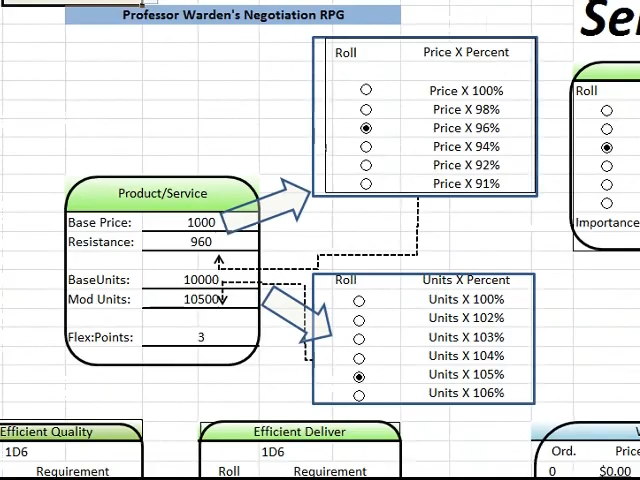 Professor Warden's Negotiation RPG
Roll Price X Percent
Price X 100%
Price X 98%
Price X 96%
Price X 94%
Price X 92%
Price X 91%
Roll
Importance
Product/Service
Base Price: 1000
Resistance: 960
BaseUnits: 10000
Mod Units: 10500
Flex:Points: 3
Roll Units X Percent
Units X 100%
Units X 102%
Units X 103%
Units X 104%
Units X 105%
Units X 106%
Efficient Quality
1D6
Requirement
Efficient Deliver
1D6
Roll Requirement
Ord. Price
0 $0.00